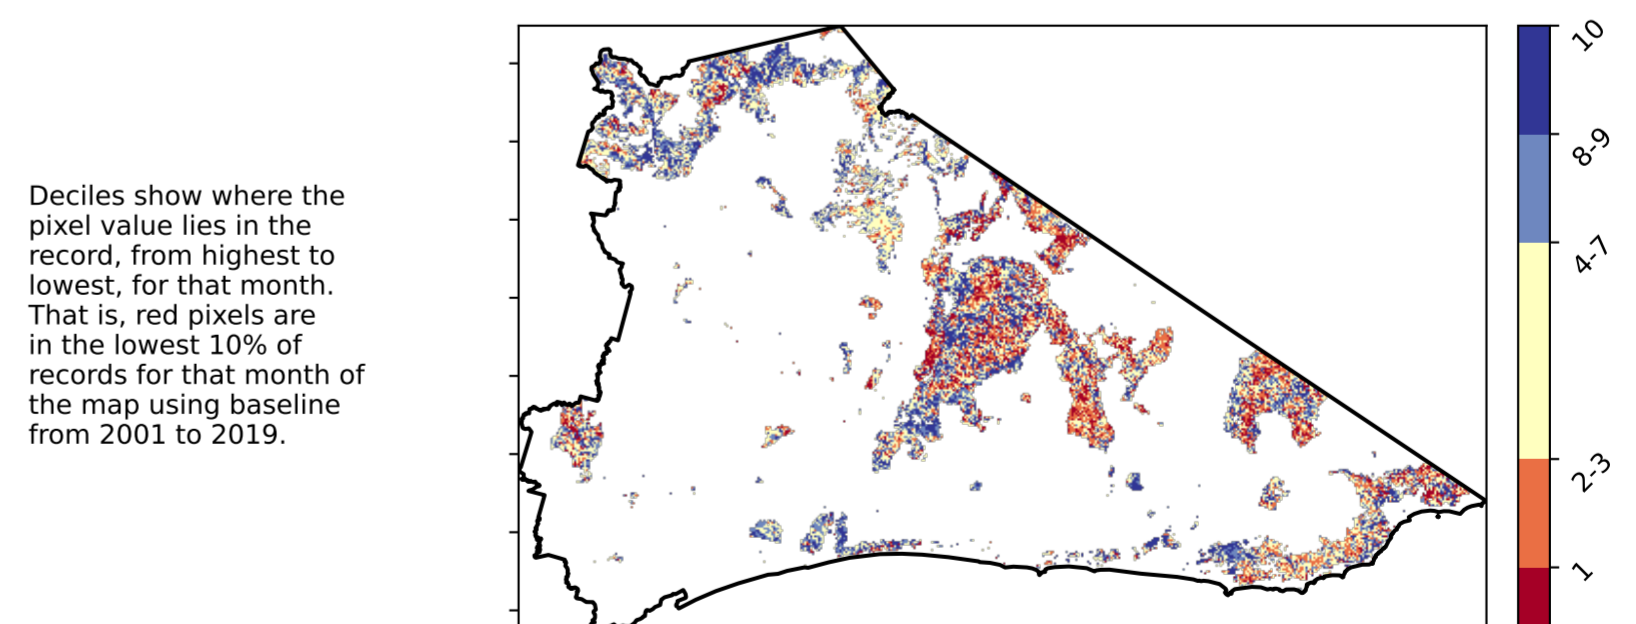 Deciles show where the
pixel value lies in the
record, from highest to
lowest, for that month.
That is, red pixels are
in the lowest 10% of
records for that month of
the map using baseline
from 2001 to 2019.
10
8-9
4-7
2-3
1